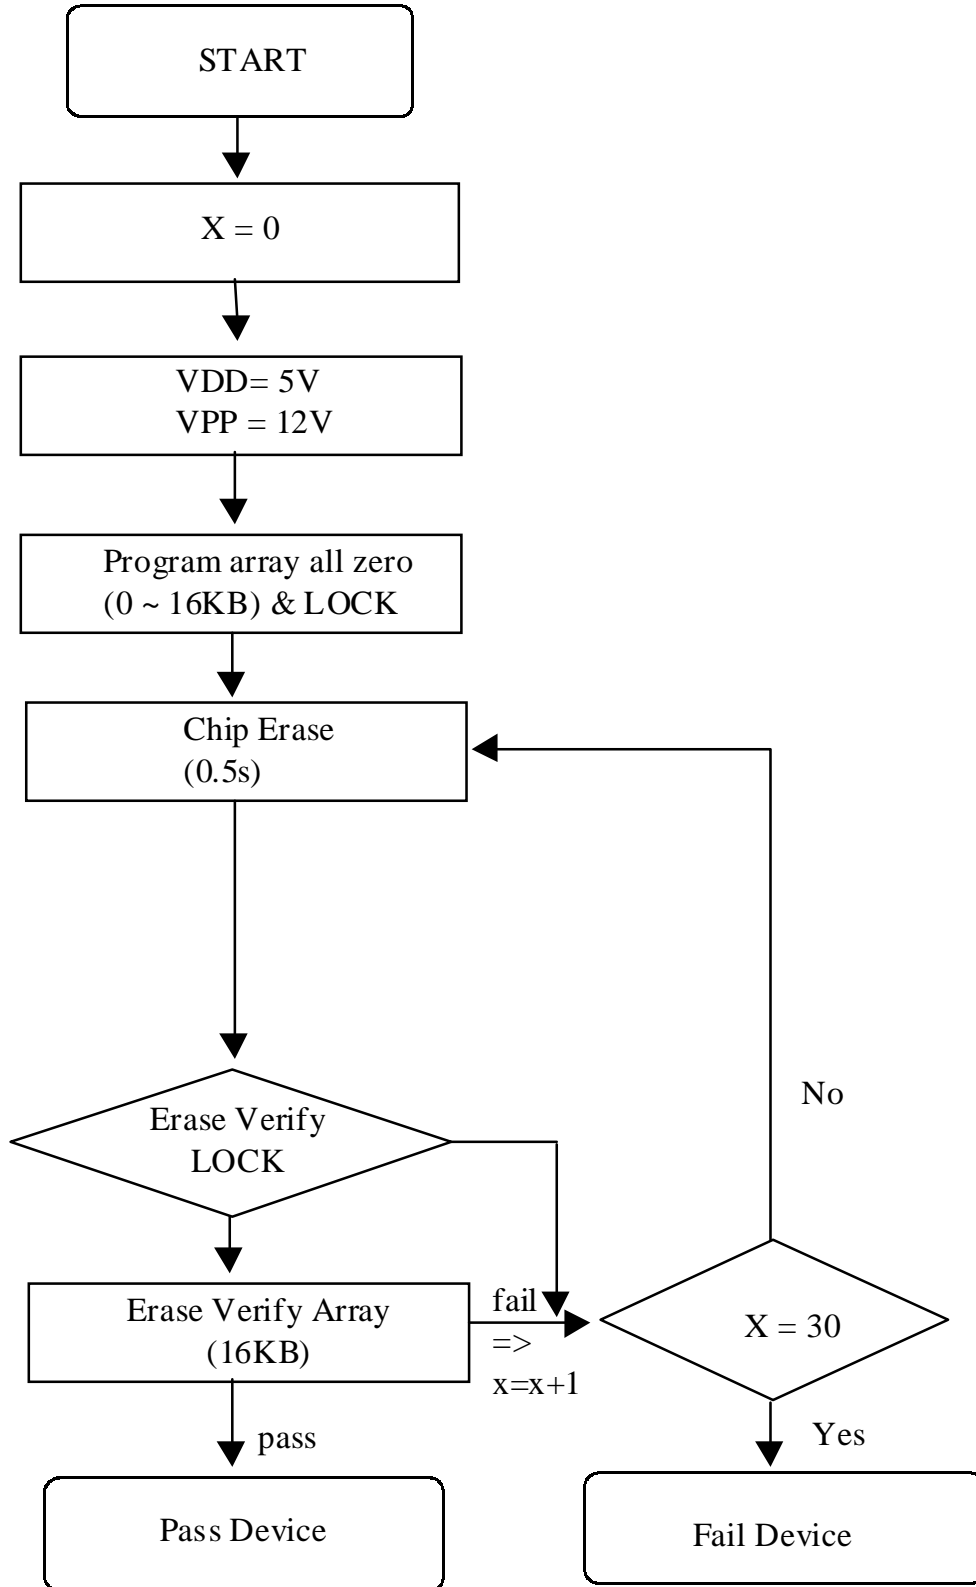 START
X = 0
VDD= 5V
VPP = 12V
Program array all zero
(0 ~ 16KB) & LOCK
Chip Erase
(0.5s)
Erase Verify
LOCK
No
Erase Verify Array
(16KB)
fail
=>
x=x+1
X = 30
pass
Yes
Pass Device
Fail Device